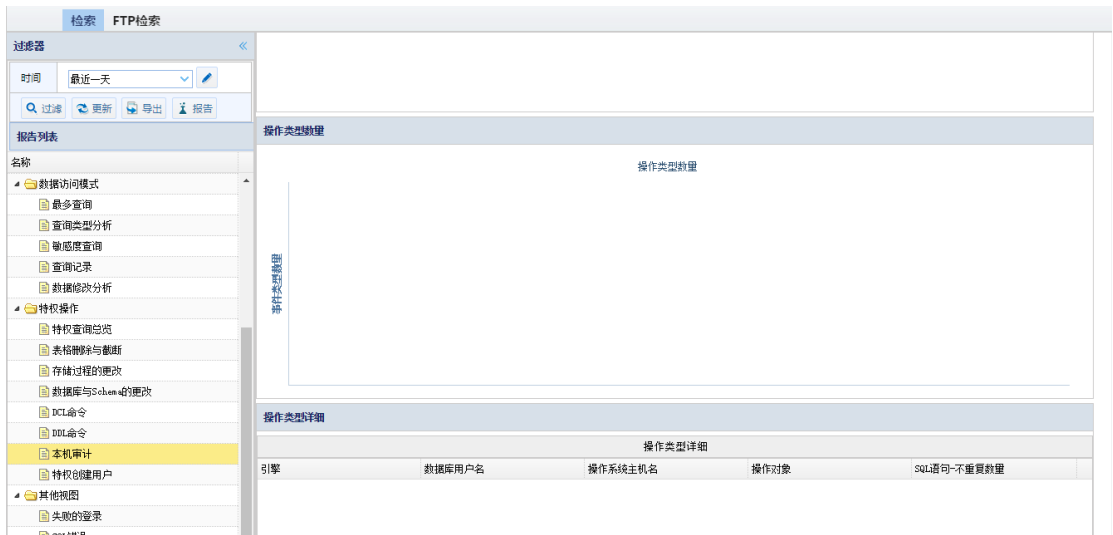 检索 FTP检索
过滤器
时间 最近一天
过滤 更新 导出 报告
报告列表
名称
数据访问模式
最多查询
查询类型分析
敏感度查询
查询记录
数据修改分析
特权操作
特权查询总览
表格删除与截断
存储过程的更改
数据库与Schema的更改
DCL命令
DDL命令
本机审计
特权创建用户
其他视图
失败的登录
操作类型数量
操作类型数量
事件类型数量
操作类型详细
操作类型详细
引擎 数据库用户名 操作系统主机名 操作对象 SQL语句-不重复数量